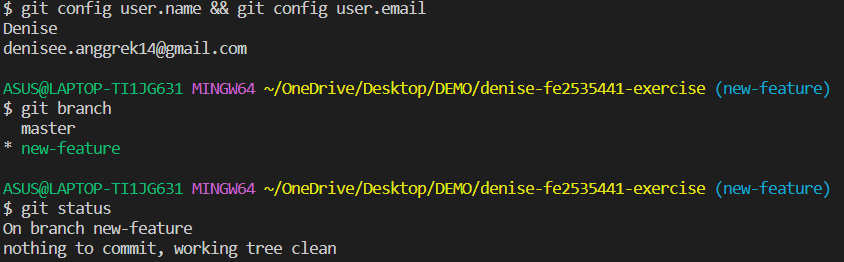 $ git config user.name && git config user.email
Denise
denisee.anggrek14@gmail.com
ASUS@LAPTOP-TI1JG631 MINGW64 ~/OneDrive/Desktop/DEMO/denise-fe2535441-exercise (new-feature)
$ git branch
  master
* new-feature
ASUS@LAPTOP-TI1JG631 MINGW64 ~/OneDrive/Desktop/DEMO/denise-fe2535441-exercise (new-feature)
$ git status
On branch new-feature
nothing to commit, working tree clean